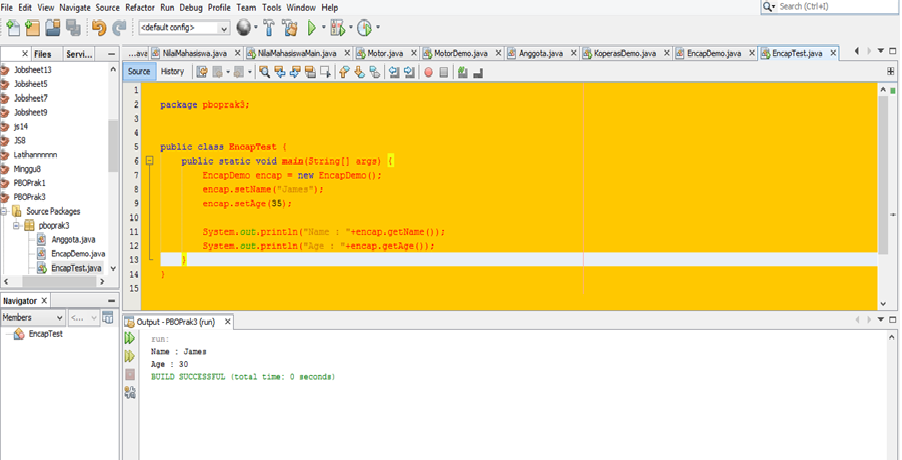 File Edit View Navigate Source Refactor Run Debug Profile Team Tools Window Help
Search (Ctrl+I)
<default config>
Files Servi...
...ava NilaiMahasiswa.java NilaiMahasiswaMain.java Motor.java MotorDemo.java Anggota.java KoperasiDemo.java EncapDemo.java EncapTest.java
Source History
Jobsheet13
Jobsheet5
Jobsheet7
Jobsheet9
js14
JS8
Latihannnnnn
Minggu8
PBOPrak1
PBOPrak3
Source Packages
pboprak3
Anggota.java
EncapDemo.java
EncapTest.java
1
2 package pboprak3;
3
4
5 public class EncapTest {
6 public static void main(String[] args) {
7 EncapDemo encap = new EncapDemo();
8 encap.setName("James");
9 encap.setAge(35);
10
11 System.out.println("Name : "+encap.getName());
12 System.out.println("Age : "+encap.getAge());
13 }
14 }
15
Navigator
Members <...
EncapTest
Output - PBOPrak3 (run)
run:
Name : James
Age : 30
BUILD SUCCESSFUL (total time: 0 seconds)